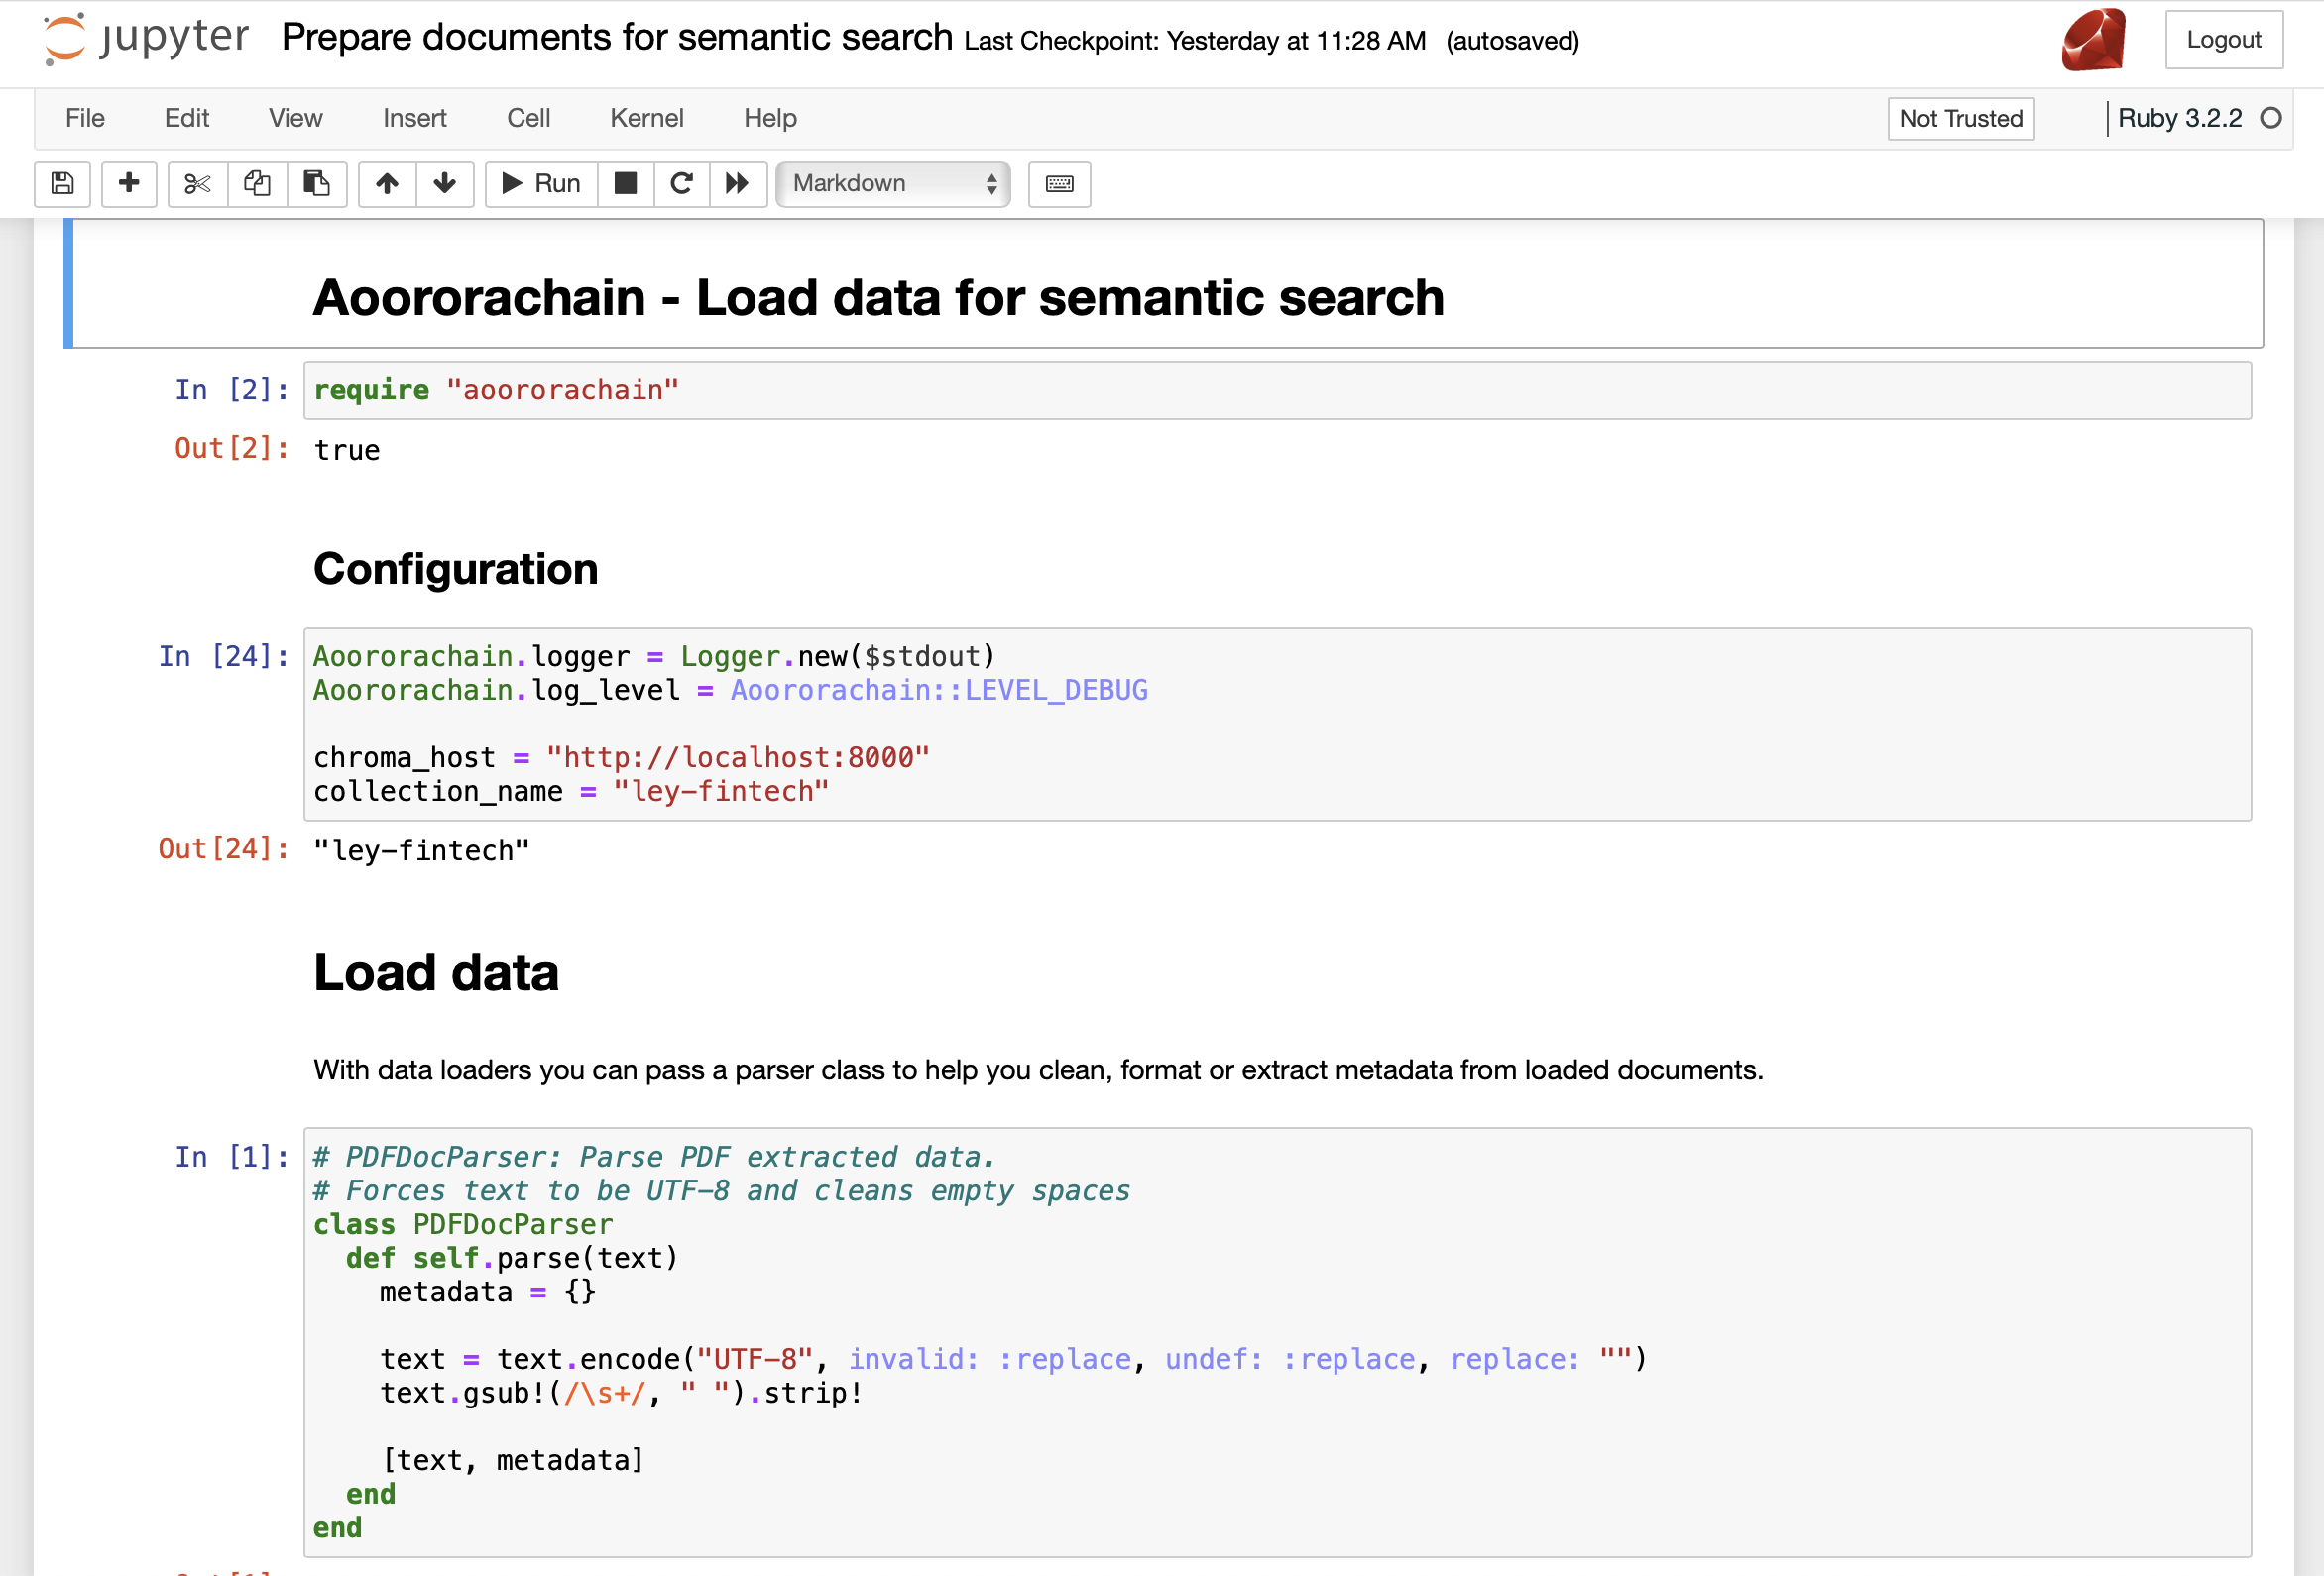 jupyter Prepare documents for semantic search Last Checkpoint: Yesterday at 11:28 AM (autosaved) Logout
File Edit View Insert Cell Kernel Help Not Trusted Ruby 3.2.2
Run Markdown
Aoororachain - Load data for semantic search
In [2]: require "aoororachain"
Out[2]: true
Configuration
In [24]: Aoororachain.logger = Logger.new($stdout)
Aoororachain.log_level = Aoororachain::LEVEL_DEBUG
chroma_host = "http://localhost:8000"
collection_name = "ley-fintech"
Out[24]: "ley-fintech"
Load data
With data loaders you can pass a parser class to help you clean, format or extract metadata from loaded documents.
In [1]: # PDFDocParser: Parse PDF extracted data.
# Forces text to be UTF-8 and cleans empty spaces
class PDFDocParser
def self.parse(text)
metadata = {}
text = text.encode("UTF-8", invalid: :replace, undef: :replace, replace: "")
text.gsub!(/\s+/, " ").strip!
[text, metadata]
end
end